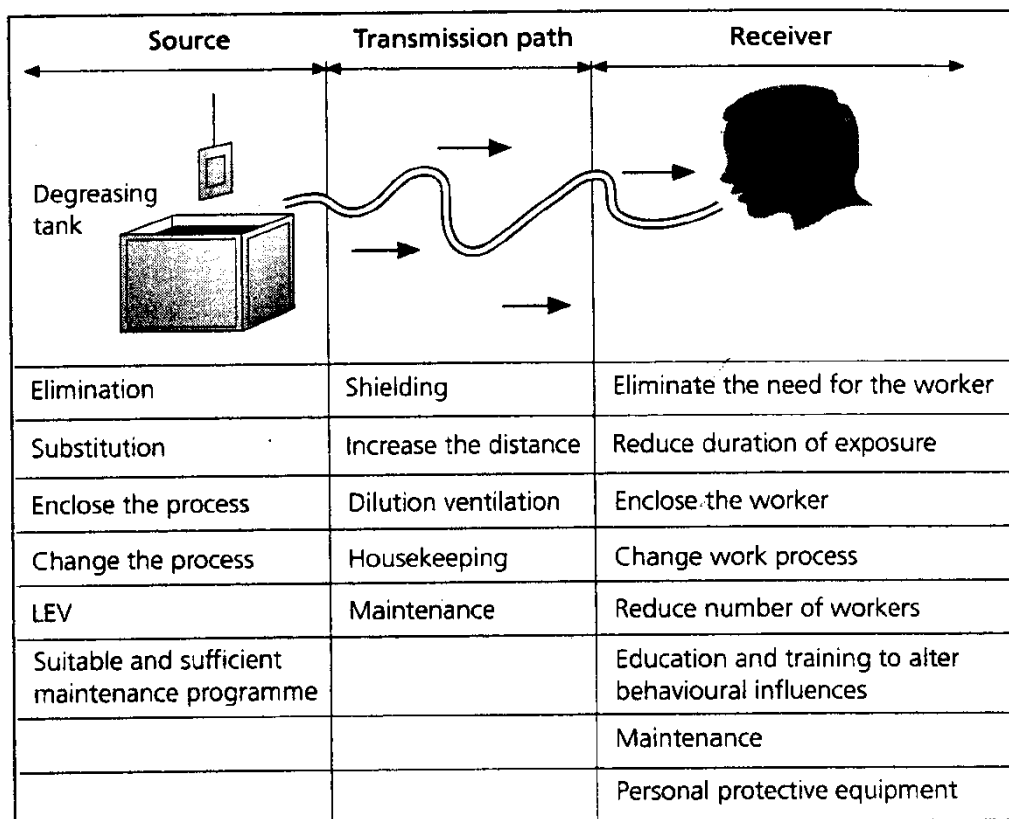 Source Transmission path Receiver
Degreasing
tank
Elimination Shielding Eliminate the need for the worker
Substitution Increase the distance Reduce duration of exposure
Enclose the process Dilution ventilation Enclose the worker
Change the process Housekeeping Change work process
LEV Maintenance Reduce number of workers
Suitable and sufficient Education and training to alter
maintenance programme behavioural influences
Maintenance
Personal protective equipment